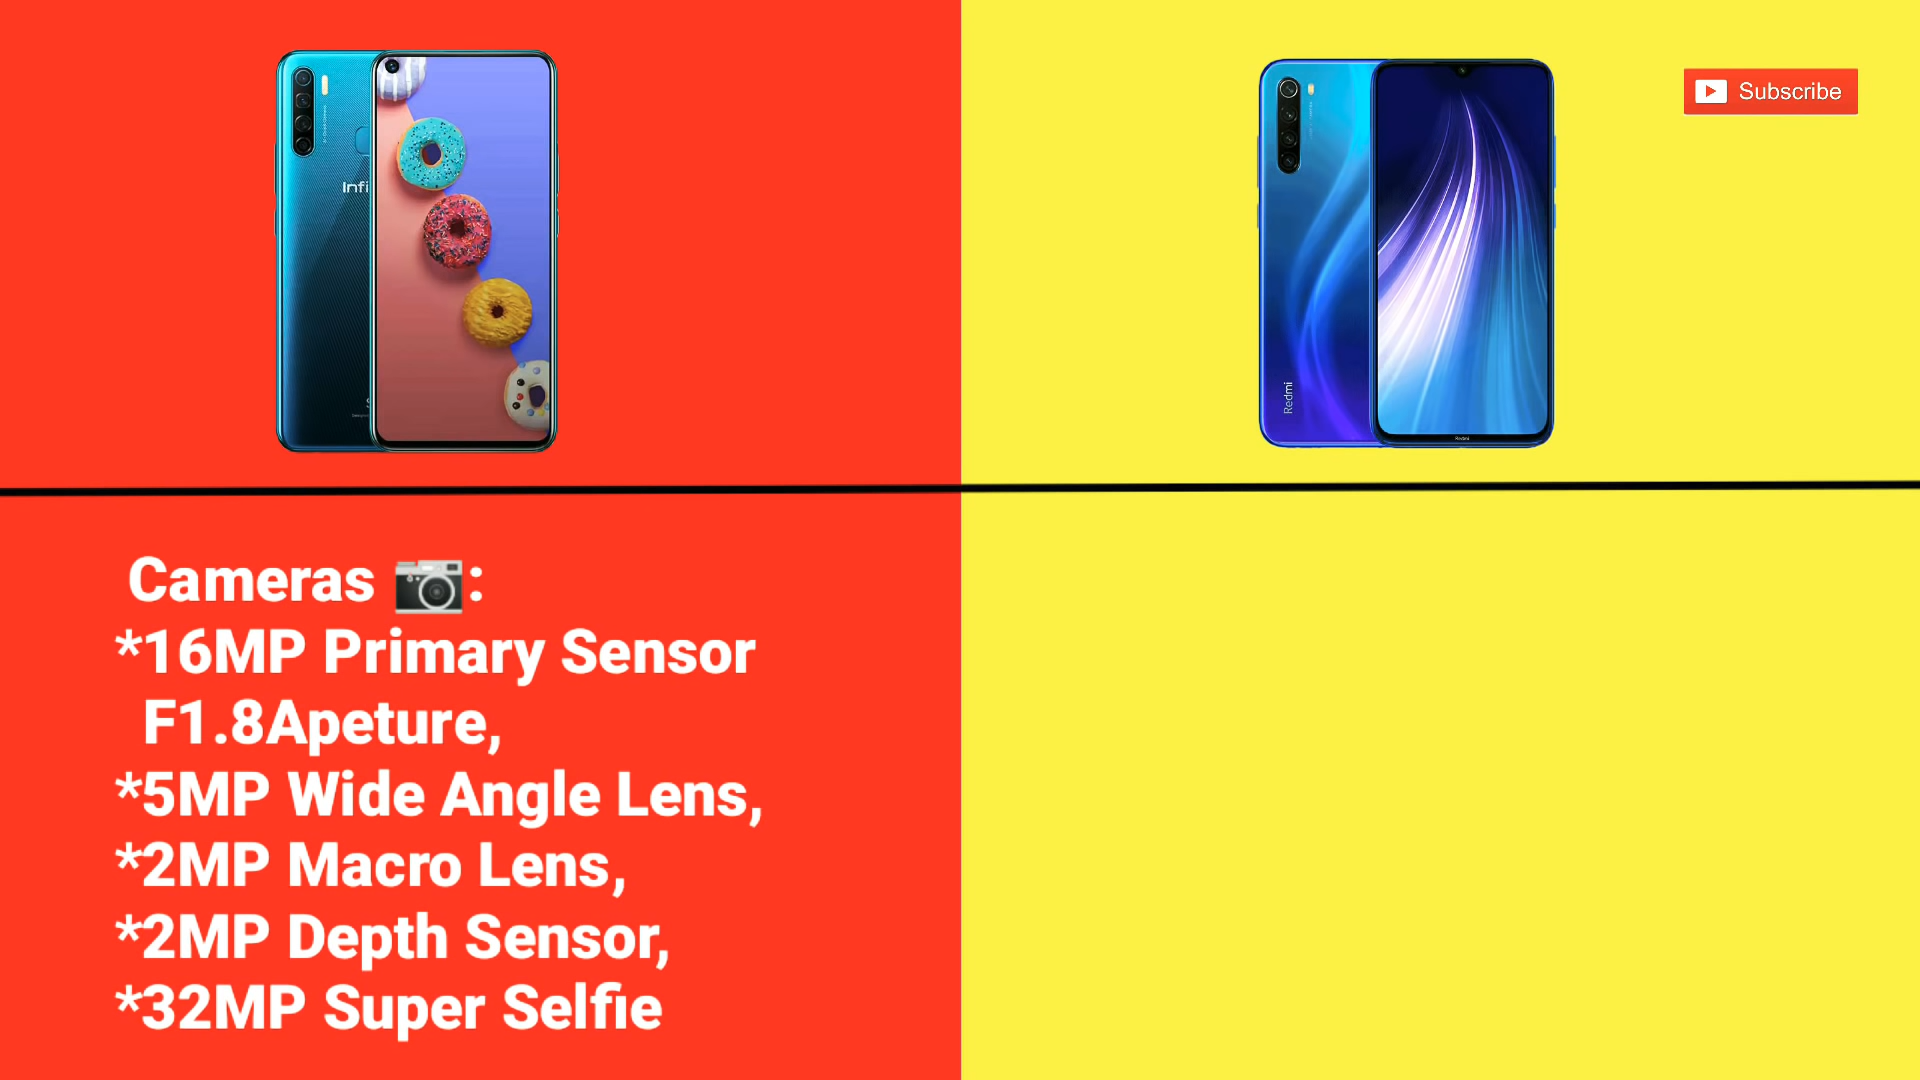 Subscribe
Infi
Redmi
Redmi
Cameras 📷:
*16MP Primary Sensor
F1.8Apeture,
*5MP Wide Angle Lens,
*2MP Macro Lens,
*2MP Depth Sensor,
*32MP Super Selfie